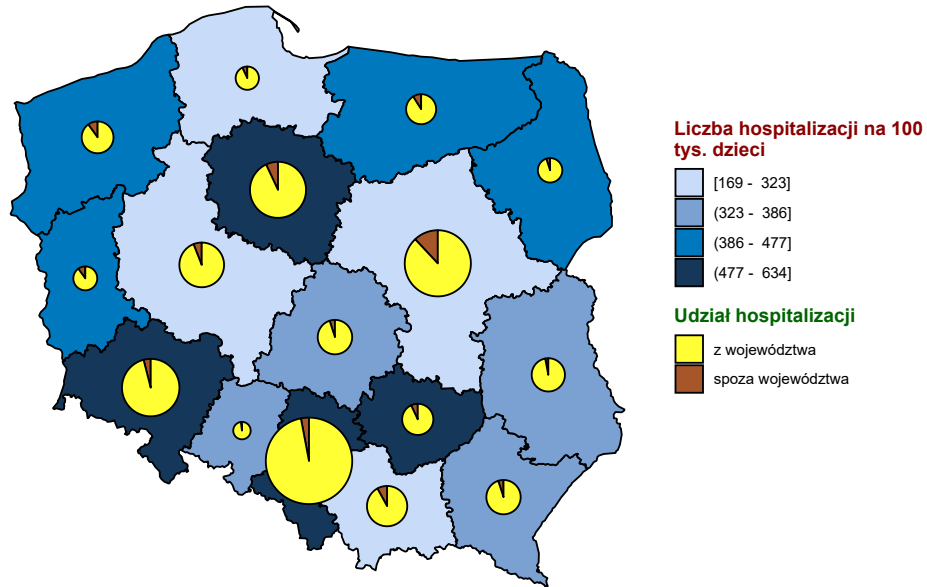 Liczba hospitalizacji na 100
tys. dzieci
[169 - 323]
(323 - 386]
(386 - 477]
(477 - 634]
Udział hospitalizacji
z województwa
spoza województwa